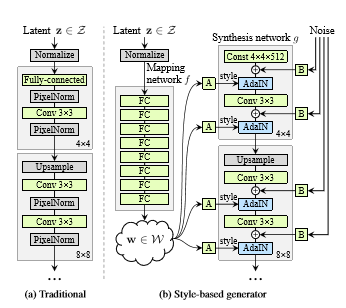 Latent z ∈ Z
Normalize
Fully-connected
PixelNorm
Conv 3×3
PixelNorm
4×4
Upsample
Conv 3×3
PixelNorm
Conv 3×3
PixelNorm
8×8
...
(a) Traditional
Latent z ∈ Z
Normalize
Mapping
network f
FC
FC
FC
FC
FC
FC
FC
FC
w ∈ W
Synthesis network g
Noise
Const 4×4×512
B
A
style
AdaIN
Conv 3×3
B
A
style
AdaIN
4×4
Upsample
Conv 3×3
B
A
style
AdaIN
Conv 3×3
B
A
style
AdaIN
8×8
...
(b) Style-based generator